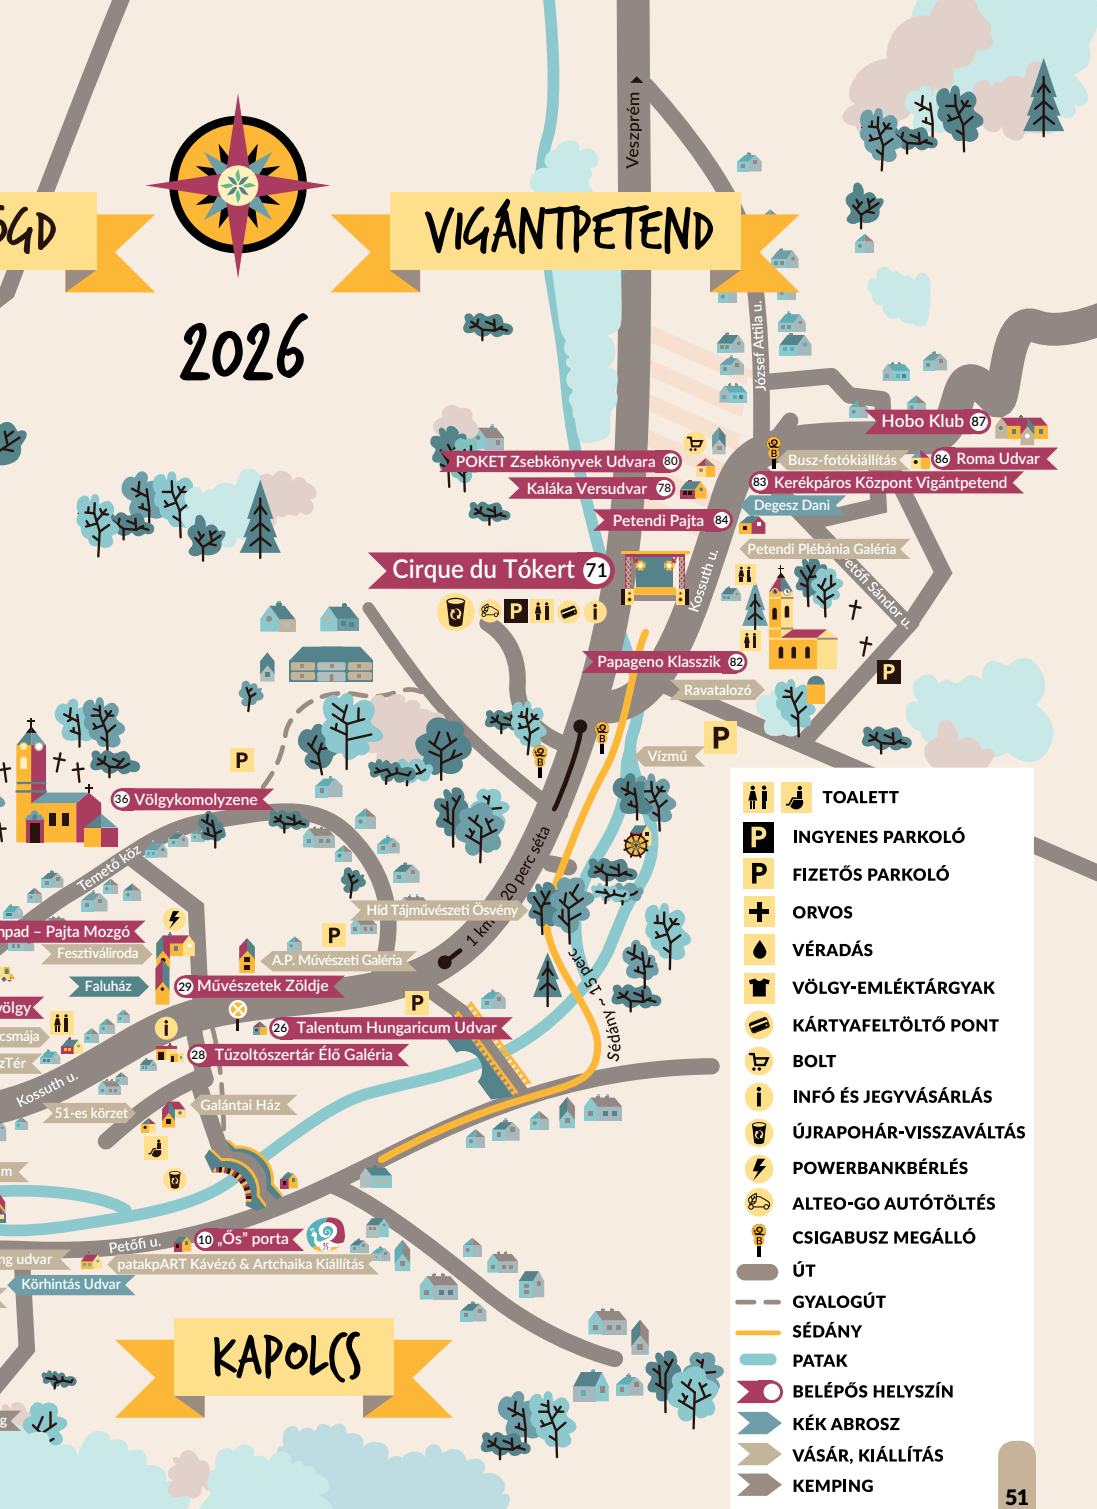 VIGÁNTPETEND
2026
Veszprém
József Attila u.
Hobo Klub 87
POKET Zsebkönyvek Udvara 80
Busz-fotókiállítás
86 Roma Udvar
Kaláka Versudvar 78
83 Kerékpáros Központ Vigántpetend
B
Degesz Dani
Petendi Pajta 84
Petendi Plébánia Galéria
Cirque du Tókert 71
Kossuth u.
etőfi Sándor u.
P
i
Papageno Klasszik 82
P
Ravatalozó
B
B
P
Vízmű
P
36 Völgykomolyzene
Temető köz
20 perc séta
1 km
Híd Tájművészeti Ösvény
Pajta Mozgó
Fesztiváliroda
P
A.P. Művészeti Galéria
Faluház
29 Művészetek Zöldje
P
26 Talentum Hungaricum Udvar
i
28 Tűzoltószertár Élő Galéria
Sédány ~ 15 perc
Kossuth u.
51-es körzet
Galántai Ház
Petőfi u.
10 „Ős” porta
udvar
patakpART Kávézó & Artchaika Kiállítás
Körhintás Udvar
KAPOLCS
TOALETT
P INGYENES PARKOLÓ
P FIZETŐS PARKOLÓ
ORVOS
VÉRADÁS
VÖLGY-EMLÉKTÁRGYAK
KÁRTYAFELTÖLTŐ PONT
BOLT
i INFÓ ÉS JEGYVÁSÁRLÁS
ÚJRAPOHÁR-VISSZAVÁLTÁS
POWERBANKBÉRLÉS
ALTEO-GO AUTÓTÖLTÉS
B CSIGABUSZ MEGÁLLÓ
ÚT
GYALOGÚT
SÉDÁNY
PATAK
BELÉPŐS HELYSZÍN
KÉK ABROSZ
VÁSÁR, KIÁLLÍTÁS
KEMPING
51